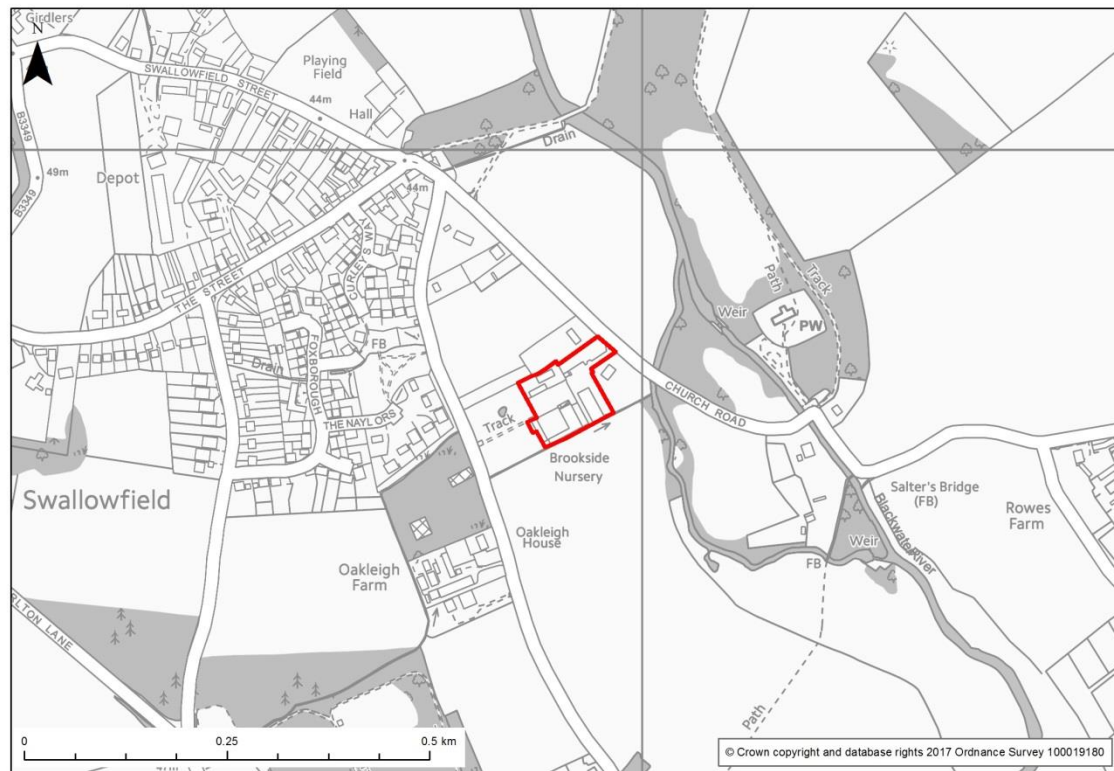 Girdlers
N
SWALLOWFIELD STREET
Playing
Field
44m
Hall
B3349
49m
B3349
Depot
Drain
44m
THE STREET
CURLEYS WAY
FOXBOROUGH
FB
Drain
THE NAYLORS
Track
Brookside
Nursery
CHURCH ROAD
Weir
Path
Track
PW
Swallowfield
Oakleigh
House
Oakleigh
Farm
Salter's Bridge
(FB)
Rowes
Farm
Weir
Blackwater River
FB
Path
0
0.25
0.5 km
© Crown copyright and database rights 2017 Ordnance Survey 100019180